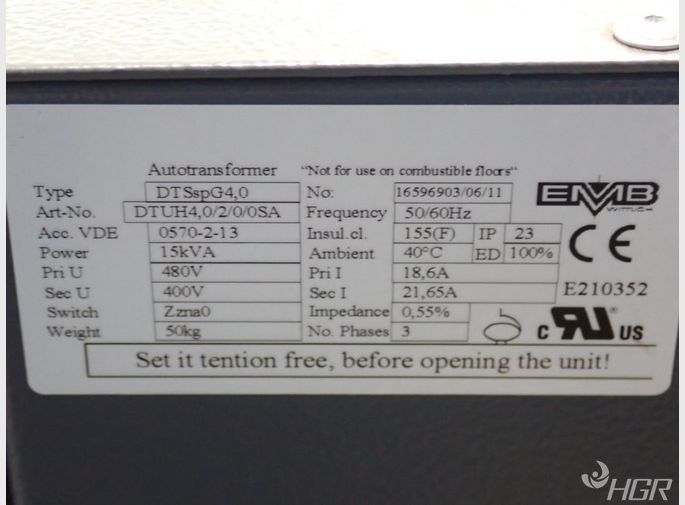 Autotransformer "Not for use on combustible floors"
Type DTSspG4,0 No: 16596903/06/11
Art-No. DTUH4,0/2/0/0SA Frequency 50/60Hz
Acc. VDE 0570-2-13 Insul.cl. 155(F) IP 23
Power 15kVA Ambient 40°C ED 100%
Pri U 480V Pri I 18,6A
Sec U 400V Sec I 21,65A
Switch Zzna0 Impedance 0,55%
Weight 50kg No. Phases 3
EMB
WITTLICH
CE
E210352
c RU US
Set it tention free, before opening the unit!
HGR